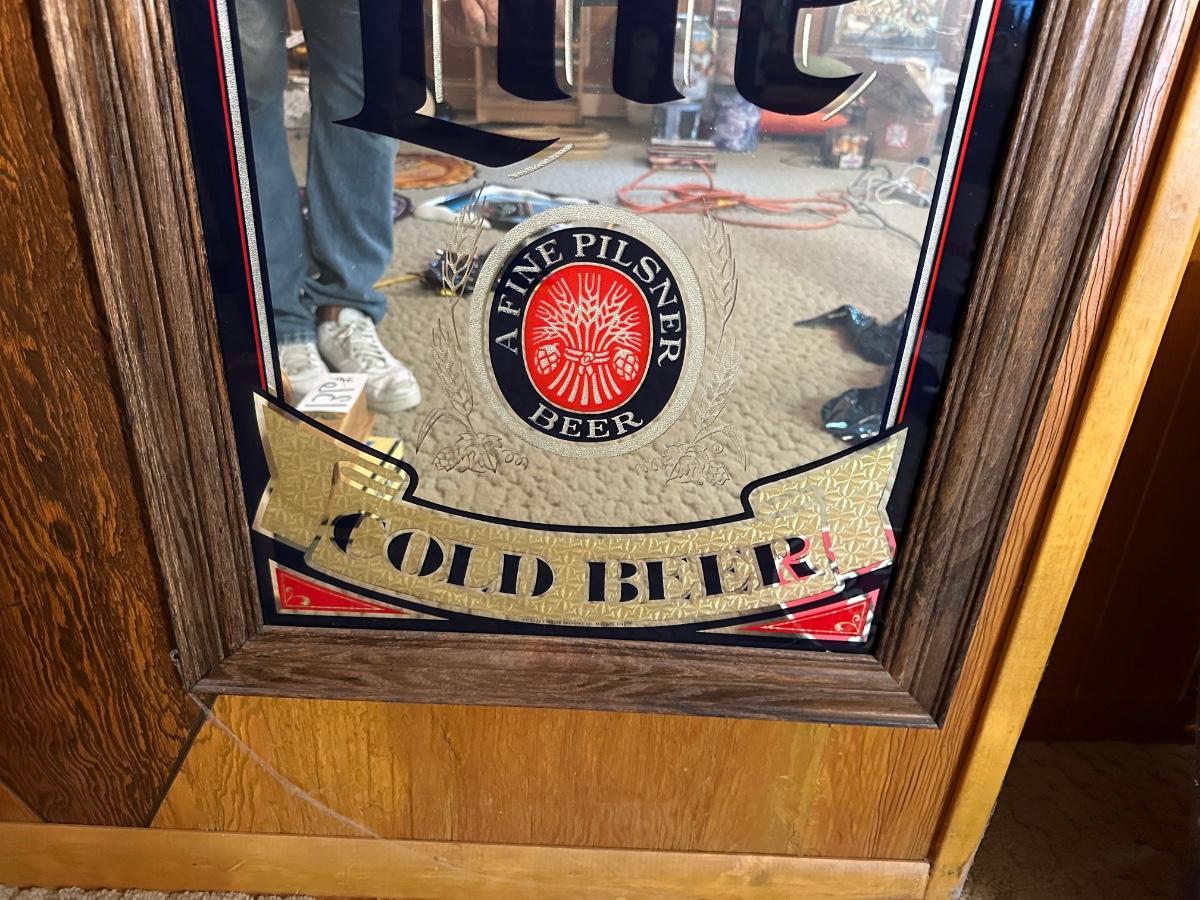 Lite
A FINE PILSNER
BEER
COLD BEER